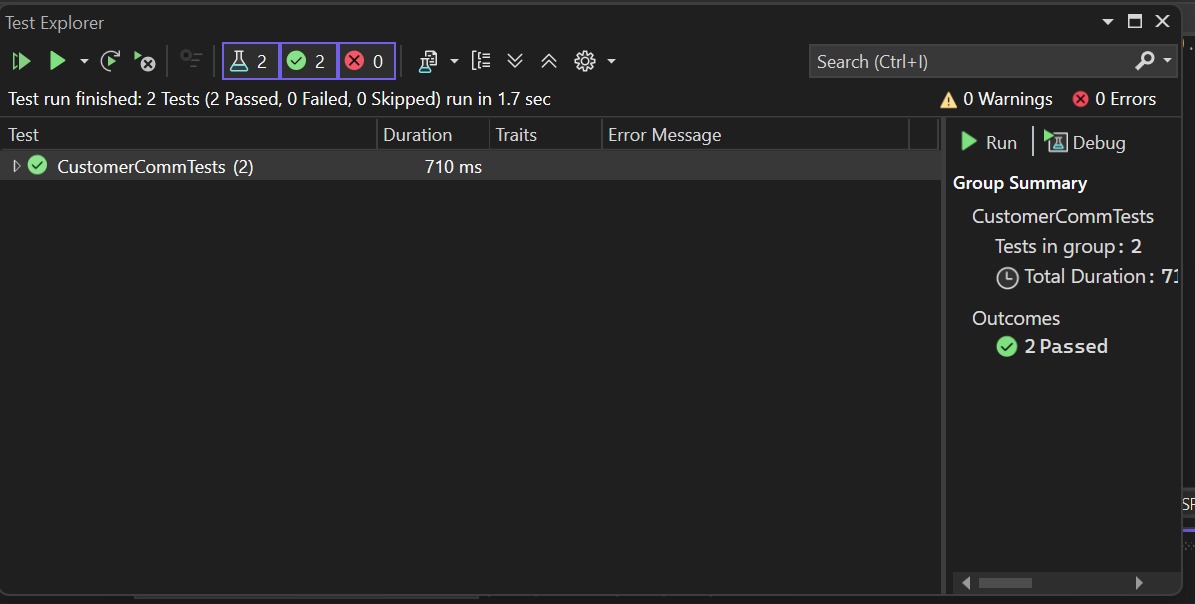 Test Explorer
2 2 0
Search (Ctrl+I)
Test run finished: 2 Tests (2 Passed, 0 Failed, 0 Skipped) run in 1.7 sec
0 Warnings 0 Errors
Test Duration Traits Error Message
CustomerCommTests (2) 710 ms
Run Debug
Group Summary
CustomerCommTests
Tests in group: 2
Total Duration: 71
Outcomes
2 Passed